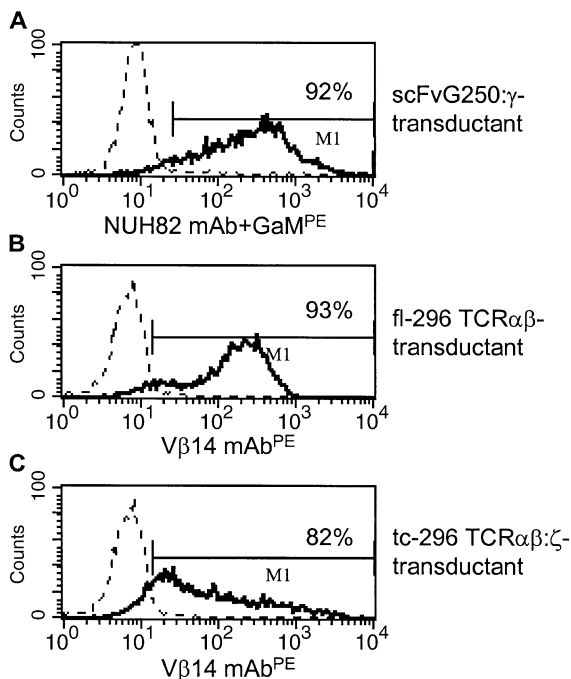 A
100
Counts
0
92%
M1
scFvG250:γ-
transductant
10^0 10^1 10^2 10^3 10^4
NUH82 mAb+GaM^PE
B
100
Counts
0
93%
M1
fl-296 TCRαβ-
transductant
10^0 10^1 10^2 10^3 10^4
Vβ14 mAb^PE
C
100
Counts
0
82%
M1
tc-296 TCRαβ:ζ-
transductant
10^0 10^1 10^2 10^3 10^4
Vβ14 mAb^PE